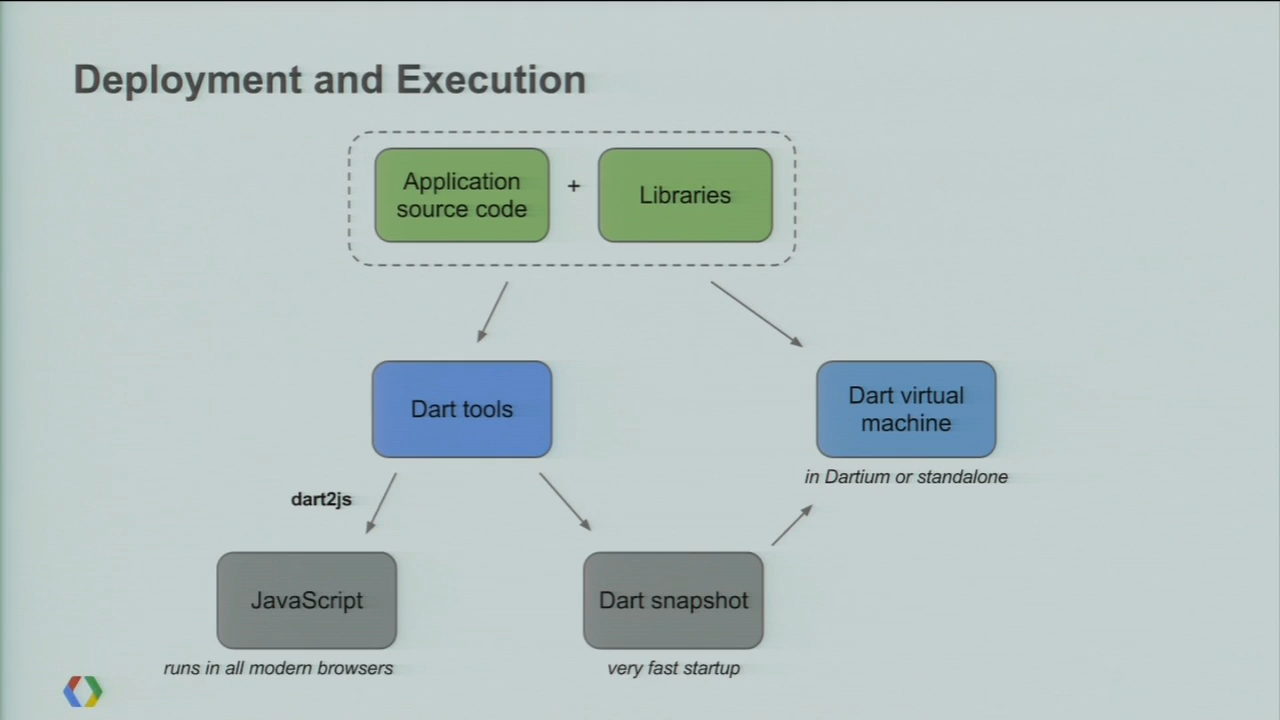 Deployment and Execution
Application
source code
+
Libraries
Dart tools
Dart virtual
machine
in Dartium or standalone
dart2js
JavaScript
Dart snapshot
runs in all modern browsers
very fast startup